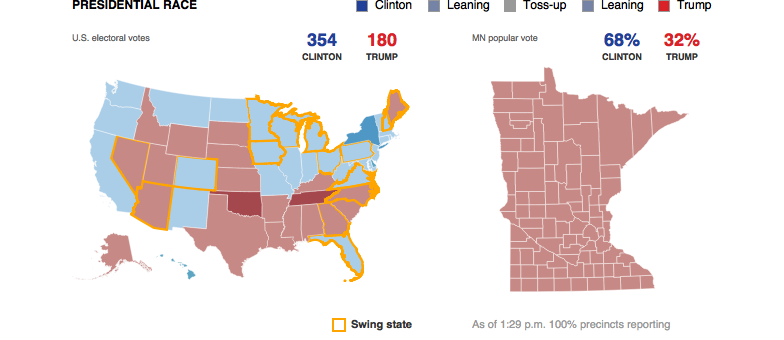 PRESIDENTIAL RACE
Clinton Leaning Toss-up Leaning Trump
U.S. electoral votes 354 180 MN popular vote 68% 32%
CLINTON TRUMP CLINTON TRUMP
Swing state As of 1:29 p.m. 100% precincts reporting